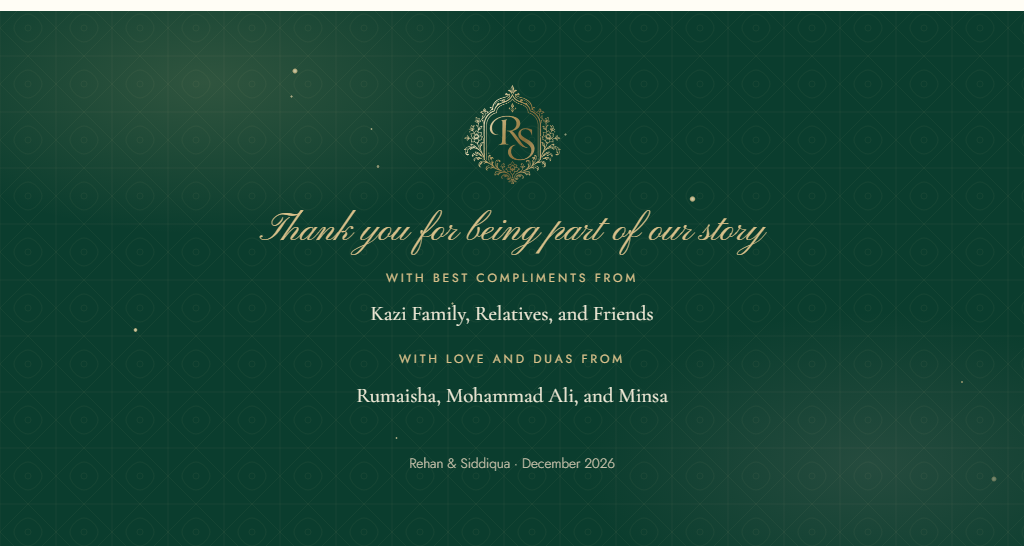 RS
Thank you for being part of our story
WITH BEST COMPLIMENTS FROM
Kazi Family, Relatives, and Friends
WITH LOVE AND DUAS FROM
Rumaisha, Mohammad Ali, and Minsa
Rehan & Siddiqua · December 2026